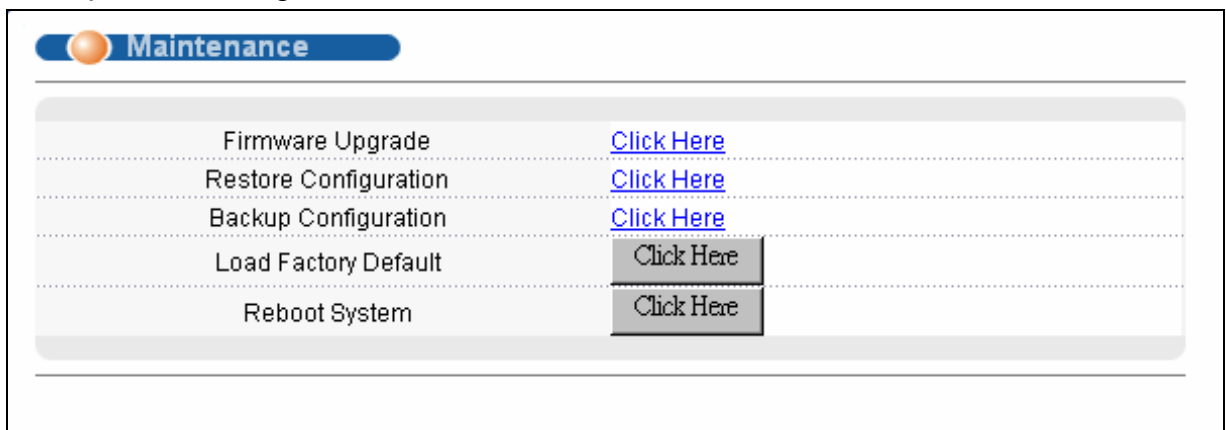 Maintenance
Firmware Upgrade Click Here
Restore Configuration Click Here
Backup Configuration Click Here
Load Factory Default Click Here
Reboot System Click Here